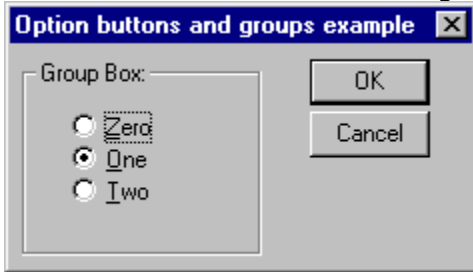 Option buttons and groups example
Group Box:
Zero
One
Two
OK
Cancel